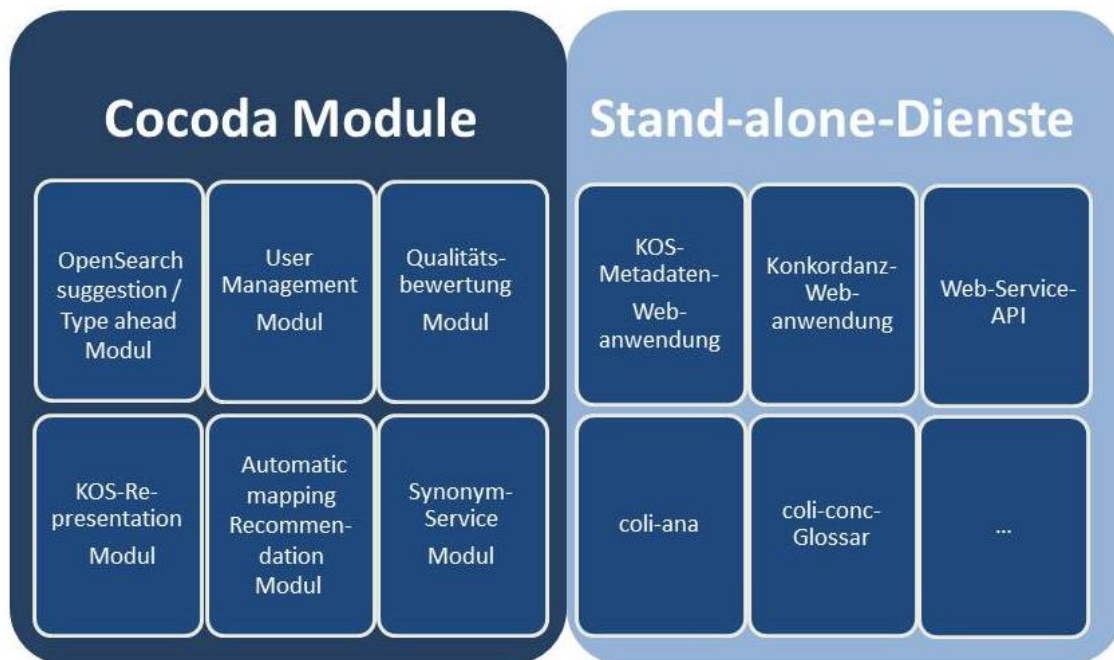 Cocoda Module
OpenSearch
suggestion /
Type ahead
Modul
User
Management
Modul
Qualitäts-
bewertung
Modul
KOS-Re-
presentation
Modul
Automatic
mapping
Recommen-
dation
Modul
Synonym-
Service
Modul
Stand-alone-Dienste
KOS-
Metadaten-
Web-
anwendung
Konkordanz-
Web-
anwendung
Web-Service-
API
coli-ana
coli-conc-
Glossar
...